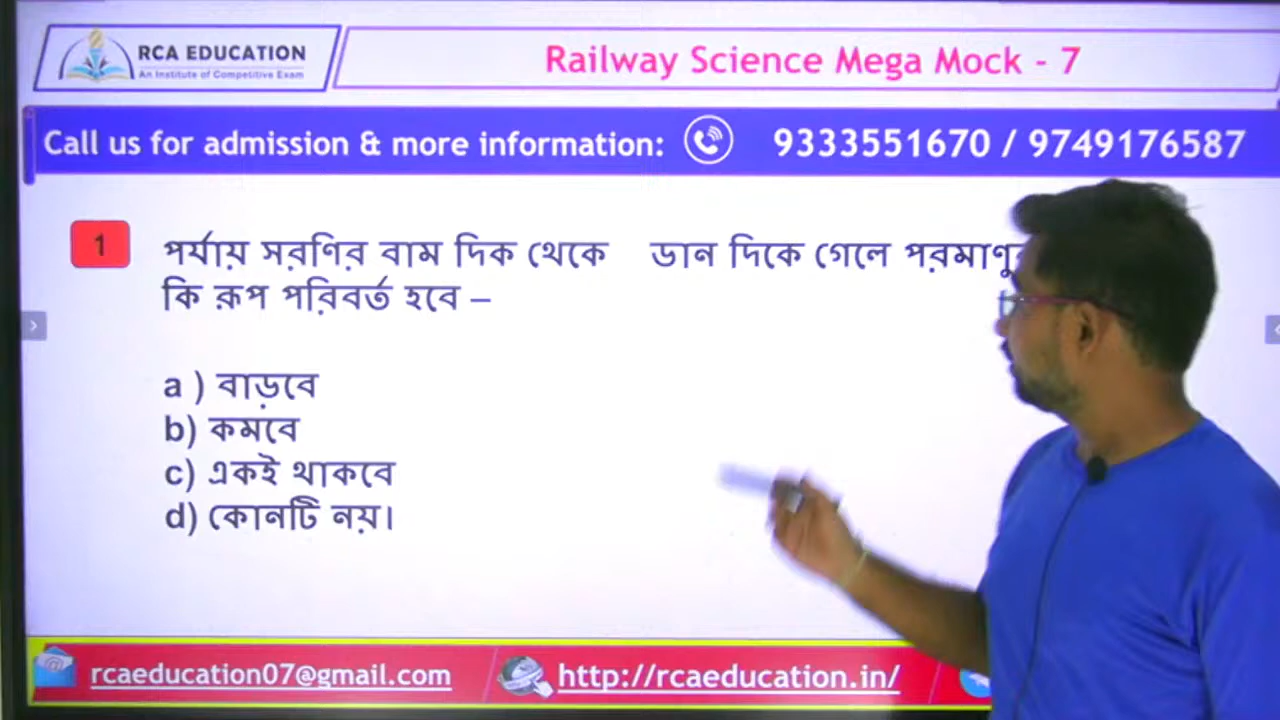 RCA EDUCATION
An Institute of Competitive Exam
Railway Science Mega Mock - 7
Call us for admission & more information: 9333551670 / 9749176587
1
পর্যায় সরণির বাম দিক থেকে ডান দিকে গেলে
কি রূপ পরিবর্ত হবে –
a ) বাড়বে
b) কমবে
c) একই থাকবে
d) কোনটি নয়।
rcaeducation07@gmail.com
http://rcaeducation.in/